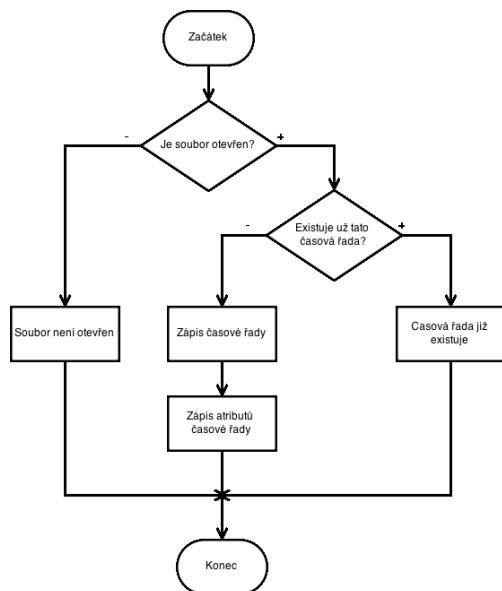 Začátek
-
+
Je soubor otevřen?
-
+
Existuje už tato
časová řada?
Soubor není otevřen
Zápis časové řady
Casová řada již
existuje
Zápis atributů
časové řady
Konec